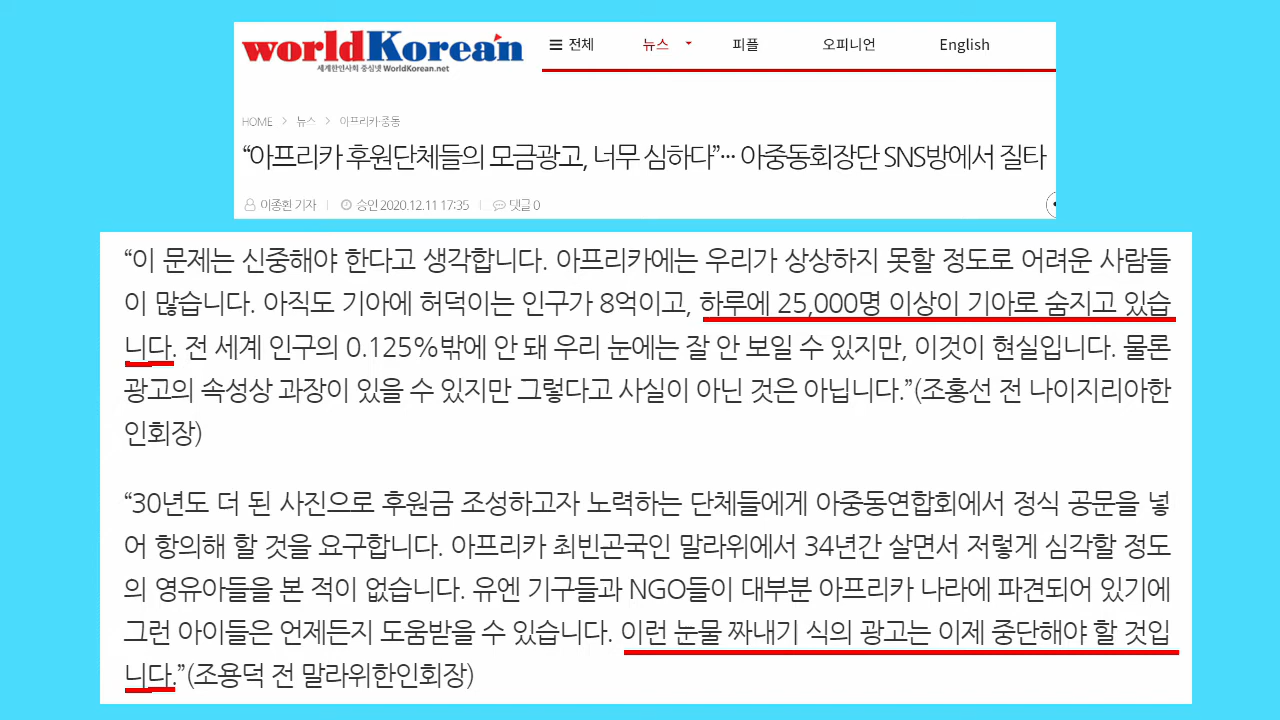 worldKorean
세계한인사회 중심넷 WorldKorean.net
전체 뉴스 피플 오피니언 English
HOME > 뉴스 > 아프리카·중동
“아프리카 후원단체들의 모금광고, 너무 심하다”··· 아중동회장단 SNS방에서 질타
이종환 기자 승인 2020.12.11 17:35 댓글 0
“이 문제는 신중해야 한다고 생각합니다. 아프리카에는 우리가 상상하지 못할 정도로 어려운 사람들
이 많습니다. 아직도 기아에 허덕이는 인구가 8억이고, 하루에 25,000명 이상이 기아로 숨지고 있습
니다. 전 세계 인구의 0.125%밖에 안 돼 우리 눈에는 잘 안 보일 수 있지만, 이것이 현실입니다. 물론
광고의 속성상 과장이 있을 수 있지만 그렇다고 사실이 아닌 것은 아닙니다.”(조홍선 전 나이지리아한
인회장)
“30년도 더 된 사진으로 후원금 조성하고자 노력하는 단체들에게 아중동연합회에서 정식 공문을 넣
어 항의해 할 것을 요구합니다. 아프리카 최빈곤국인 말라위에서 34년간 살면서 저렇게 심각할 정도
의 영유아들을 본 적이 없습니다. 유엔 기구들과 NGO들이 대부분 아프리카 나라에 파견되어 있기에
그런 아이들은 언제든지 도움받을 수 있습니다. 이런 눈물 짜내기 식의 광고는 이제 중단해야 할 것입
니다.”(조용덕 전 말라위한인회장)